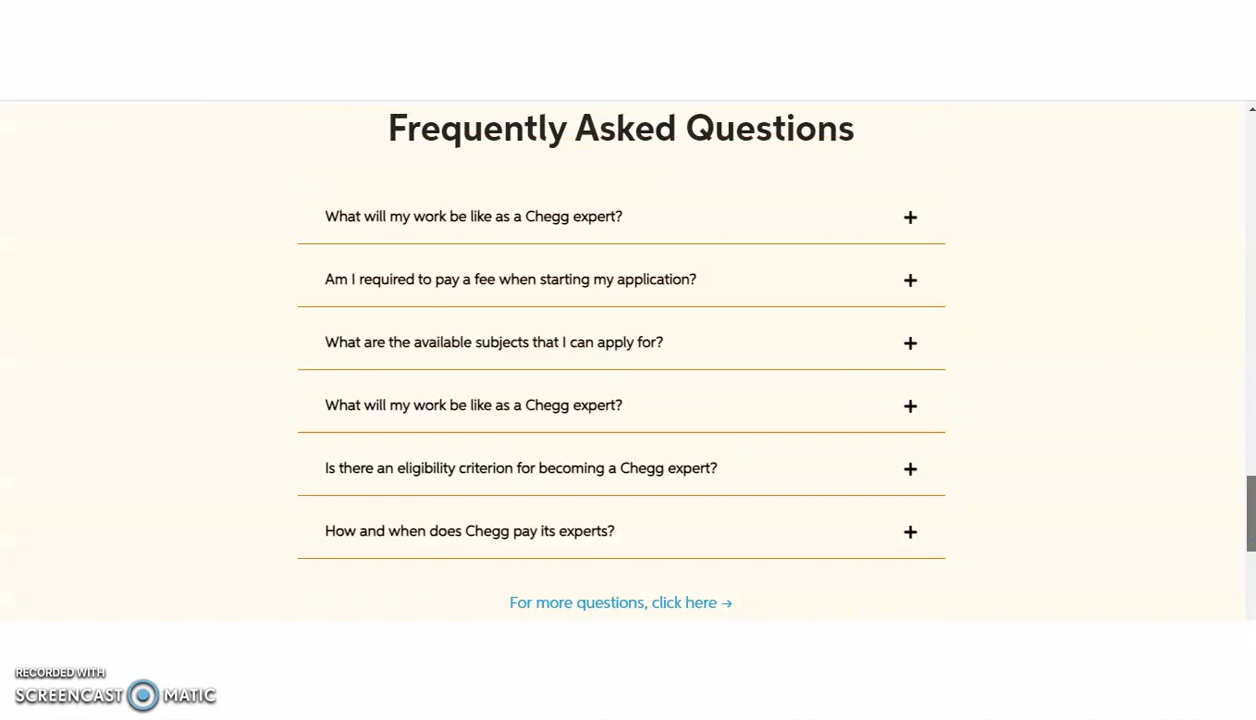 Frequently Asked Questions
What will my work be like as a Chegg expert?
Am I required to pay a fee when starting my application?
What are the available subjects that I can apply for?
What will my work be like as a Chegg expert?
Is there an eligibility criterion for becoming a Chegg expert?
How and when does Chegg pay its experts?
For more questions, click here →
RECORDED WITH
SCREENCAST MATIC